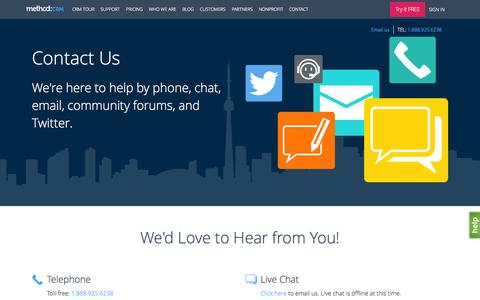 method:CRM CRM TOUR SUPPORT PRICING WHO WE ARE BLOG CUSTOMERS PARTNERS NONPROFIT CONTACT Try it FREE SIGN IN
Email us TEL: 1.888.925.6238
Contact Us
We're here to help by phone, chat,
email, community forums, and
Twitter.
We'd Love to Hear from You!
help
Telephone
Toll-free: 1.888.925.6238
Live Chat
Click here to email us. Live chat is offline at this time.